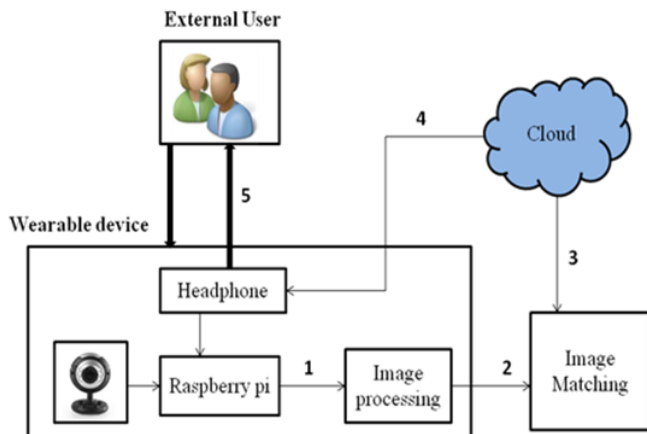 External User
4
Cloud
5
Wearable device
3
Headphone
1
2
Raspberry pi
Image
processing
Image
Matching